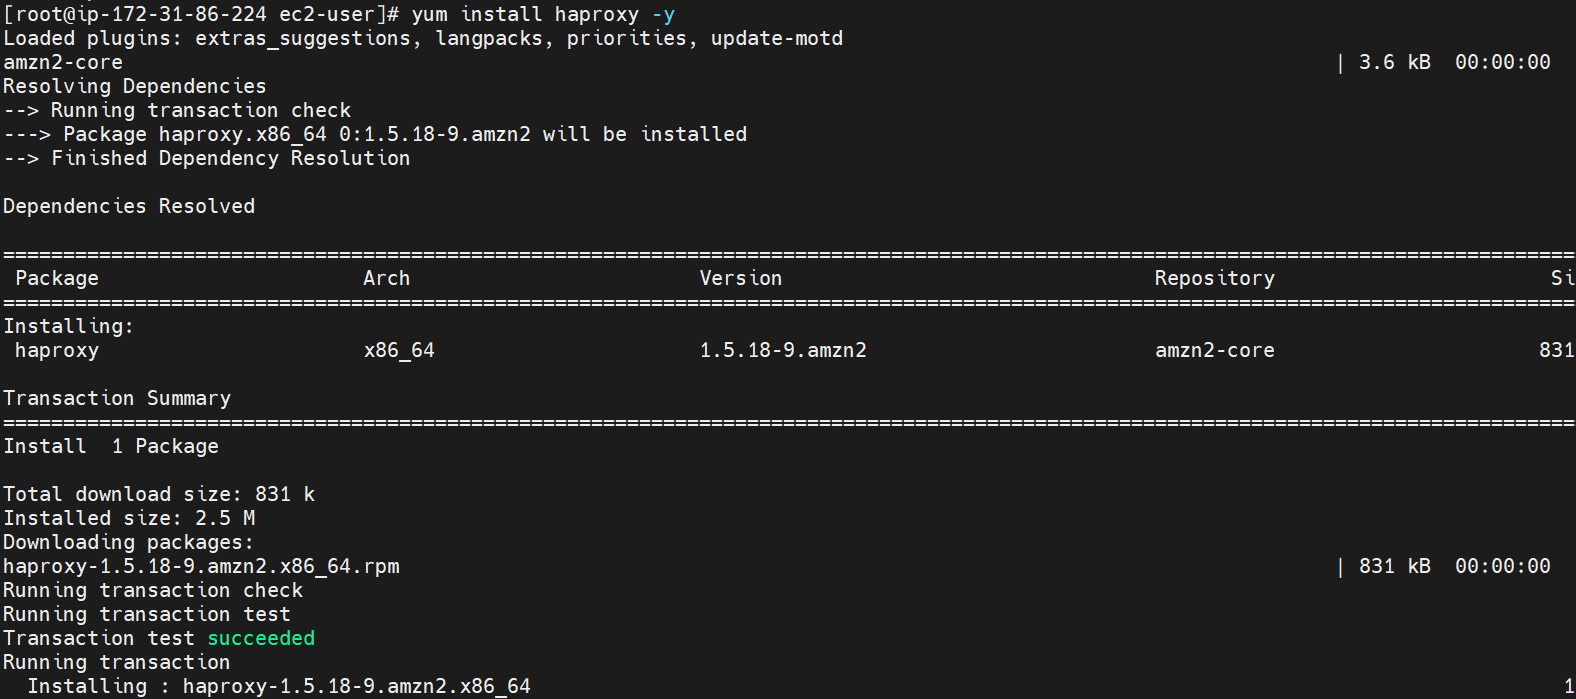 [root@ip-172-31-86-224 ec2-user]# yum install haproxy -y
Loaded plugins: extras_suggestions, langpacks, priorities, update-motd
amzn2-core | 3.6 kB 00:00:00
Resolving Dependencies
--> Running transaction check
---> Package haproxy.x86_64 0:1.5.18-9.amzn2 will be installed
--> Finished Dependency Resolution
Dependencies Resolved
Package Arch Version Repository Si
Installing:
haproxy x86_64 1.5.18-9.amzn2 amzn2-core 831
Transaction Summary
Install 1 Package
Total download size: 831 k
Installed size: 2.5 M
Downloading packages:
haproxy-1.5.18-9.amzn2.x86_64.rpm | 831 kB 00:00:00
Running transaction check
Running transaction test
Transaction test succeeded
Running transaction
Installing : haproxy-1.5.18-9.amzn2.x86_64 1